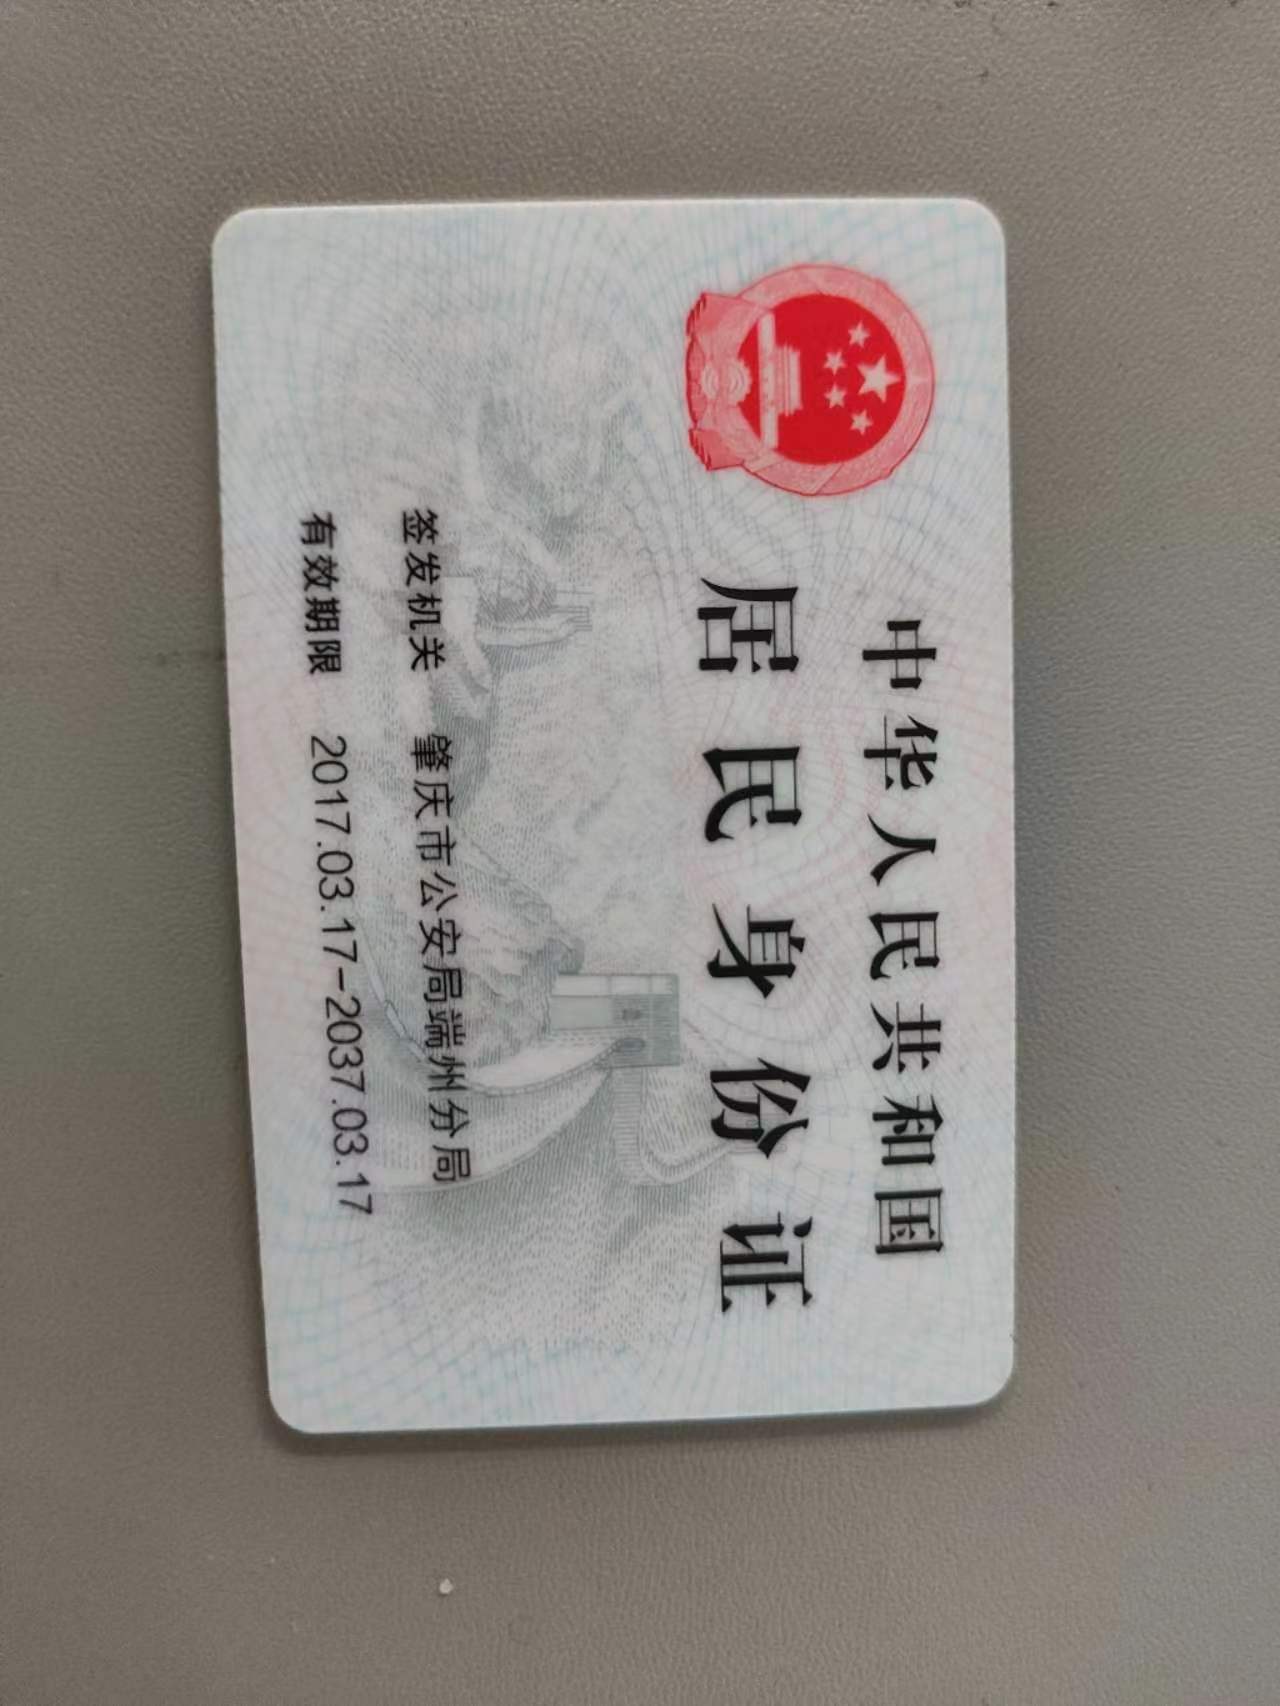 中华人民共和国
居民身份证
签发机关 肇庆市公安局端州分局
有效期限 2017.03.17-2037.03.17